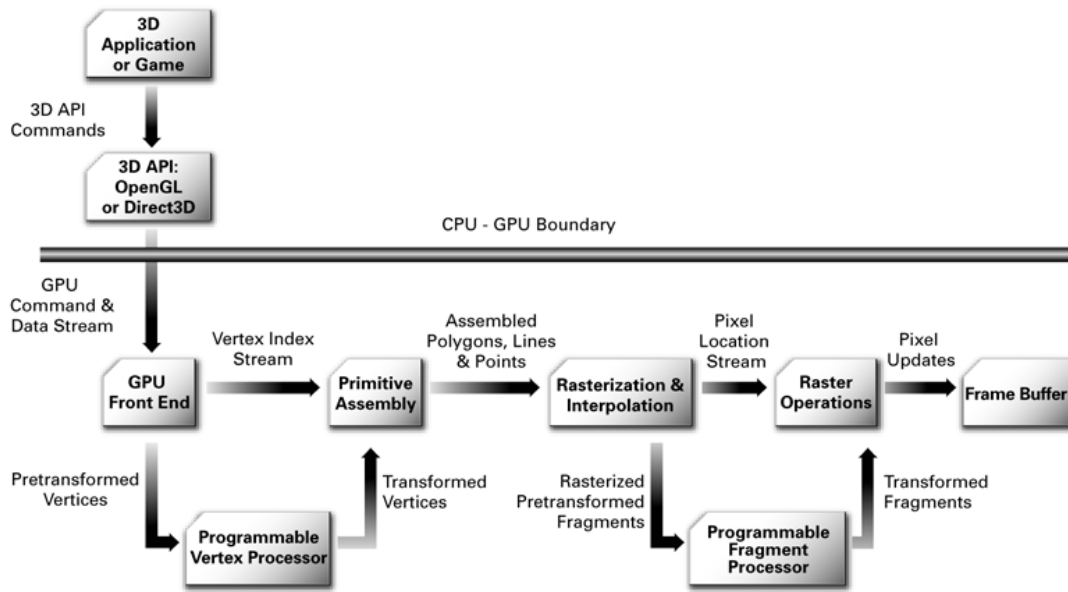 3D
Application
or Game
3D API
Commands
3D API:
OpenGL
or Direct3D
CPU - GPU Boundary
GPU
Command &
Data Stream
Vertex Index
Stream
Assembled
Polygons, Lines
& Points
Pixel
Location
Stream
Pixel
Updates
GPU
Front End
Primitive
Assembly
Rasterization &
Interpolation
Raster
Operations
Frame Buffer
Pretransformed
Vertices
Transformed
Vertices
Rasterized
Pretransformed
Fragments
Transformed
Fragments
Programmable
Vertex Processor
Programmable
Fragment
Processor